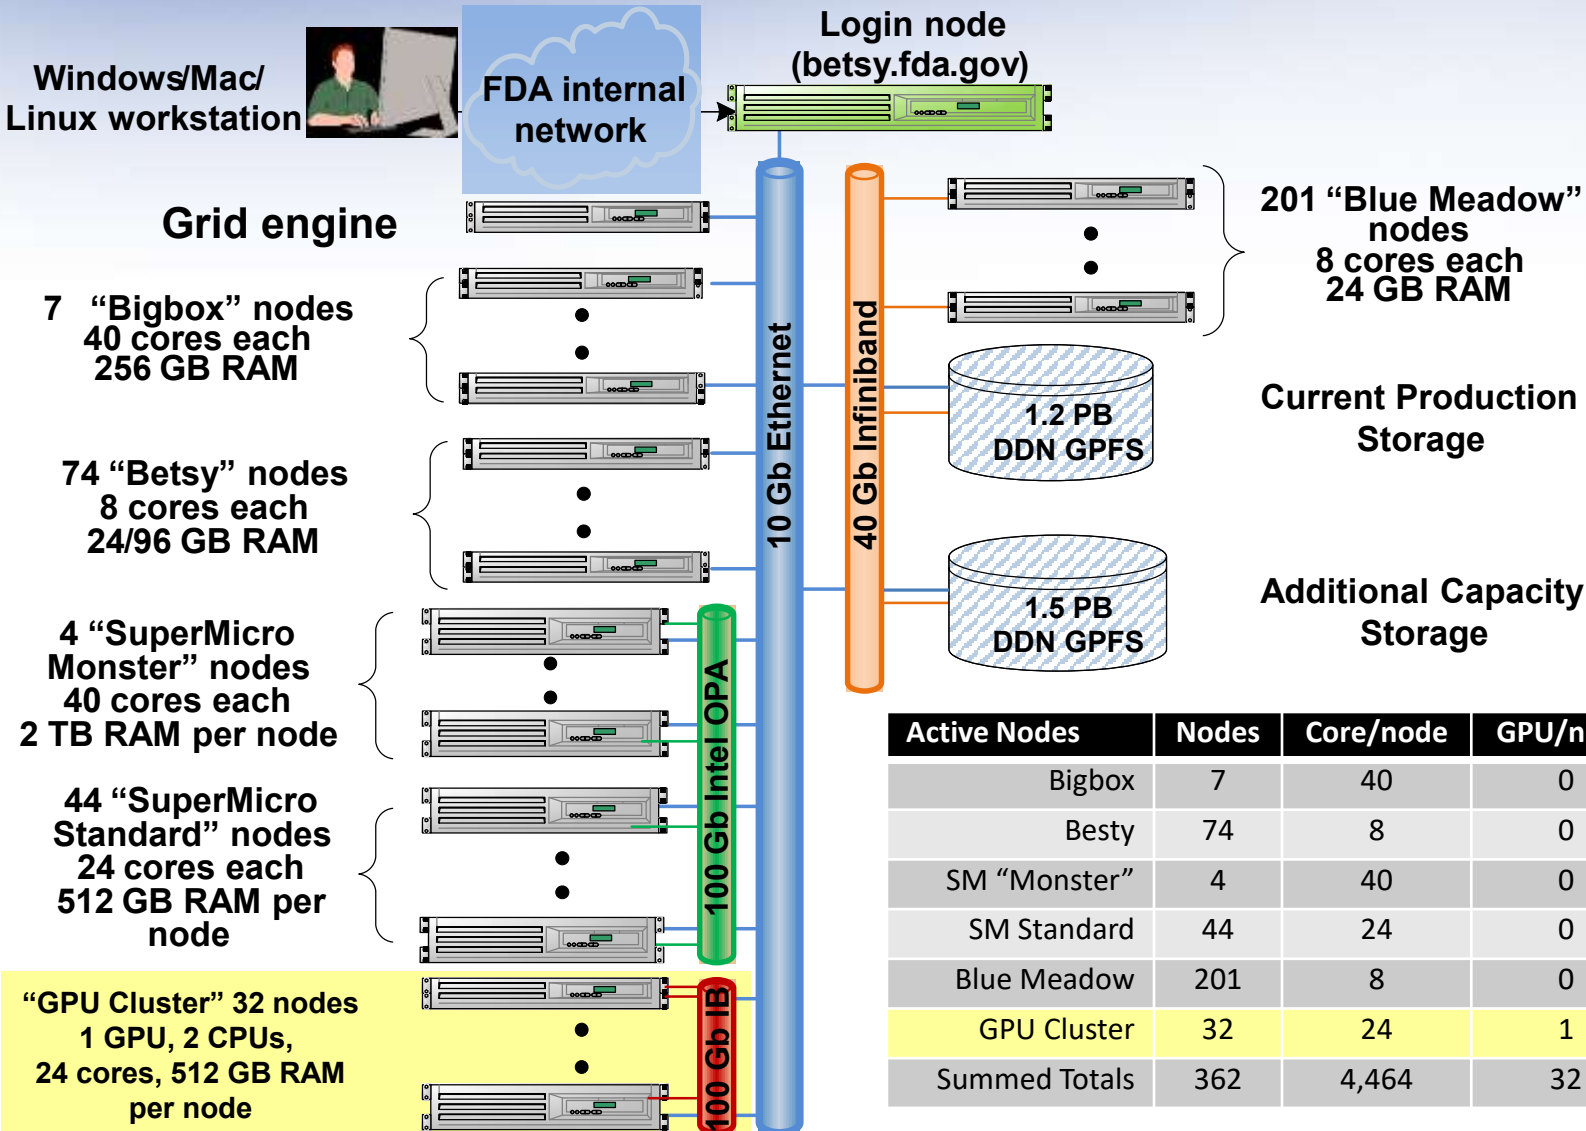 Windows/Mac/
Linux workstation
FDA internal
network
Login node
(betsy.fda.gov)
Grid engine
7 “Bigbox” nodes
40 cores each
256 GB RAM
74 “Betsy” nodes
8 cores each
24/96 GB RAM
4 “SuperMicro
Monster” nodes
40 cores each
2 TB RAM per node
44 “SuperMicro
Standard” nodes
24 cores each
512 GB RAM per
node
“GPU Cluster” 32 nodes
1 GPU, 2 CPUs,
24 cores, 512 GB RAM
per node
100 Gb Intel OPA
100 Gb IB
10 Gb Ethernet
40 Gb Infiniband
201 “Blue Meadow”
nodes
8 cores each
24 GB RAM
1.2 PB
DDN GPFS
Current Production
Storage
1.5 PB
DDN GPFS
Additional Capacity
Storage
Active Nodes Nodes Core/node GPU/n
Bigbox 7 40 0
Besty 74 8 0
SM “Monster” 4 40 0
SM Standard 44 24 0
Blue Meadow 201 8 0
GPU Cluster 32 24 1
Summed Totals 362 4,464 32